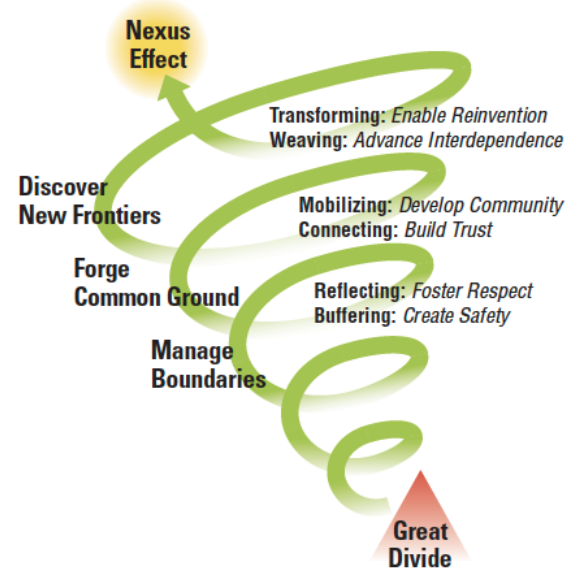 Nexus
Effect
Transforming: Enable Reinvention
Weaving: Advance Interdependence
Discover
New Frontiers
Mobilizing: Develop Community
Connecting: Build Trust
Forge
Common Ground
Reflecting: Foster Respect
Buffering: Create Safety
Manage
Boundaries
Great
Divide